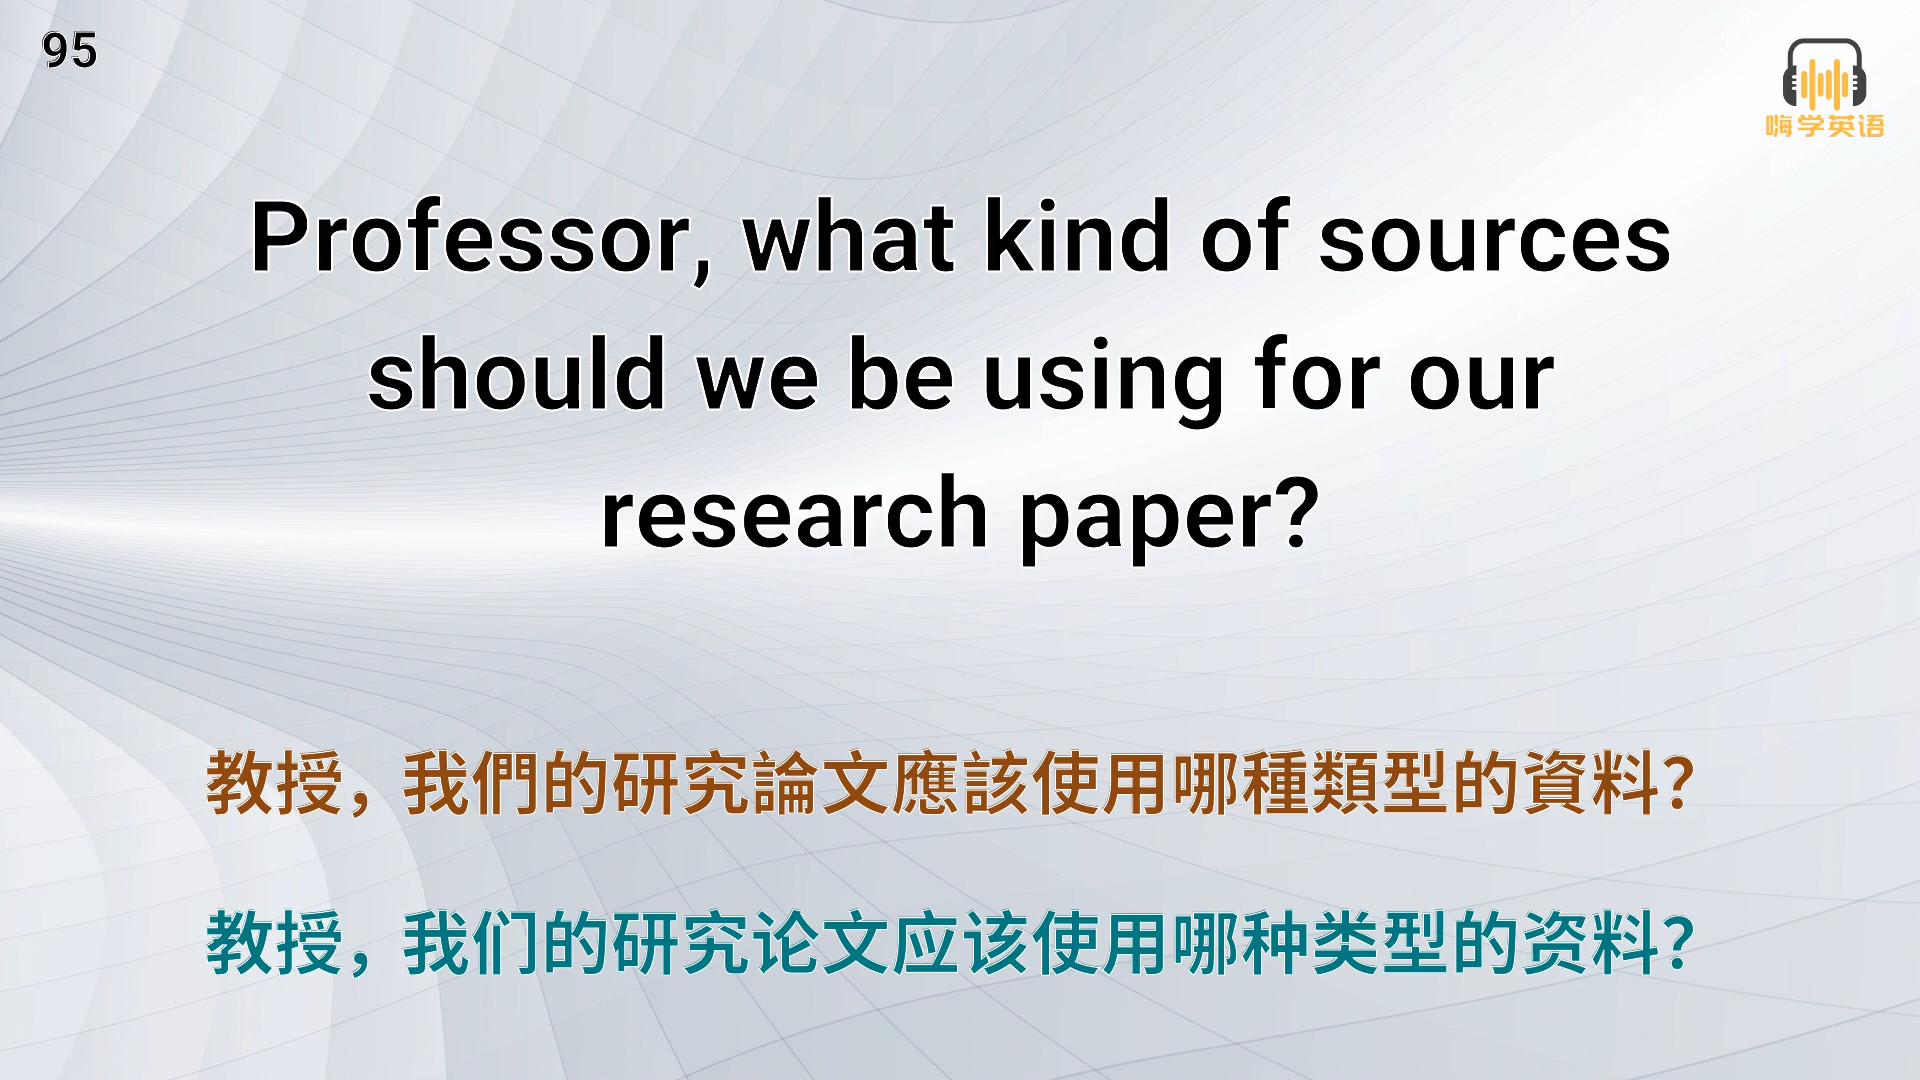 95
嗨学英语
Professor, what kind of sources
should we be using for our
research paper?
教授，我們的研究論文應該使用哪種類型的資料？
教授，我们的研究论文应该使用哪种类型的资料？